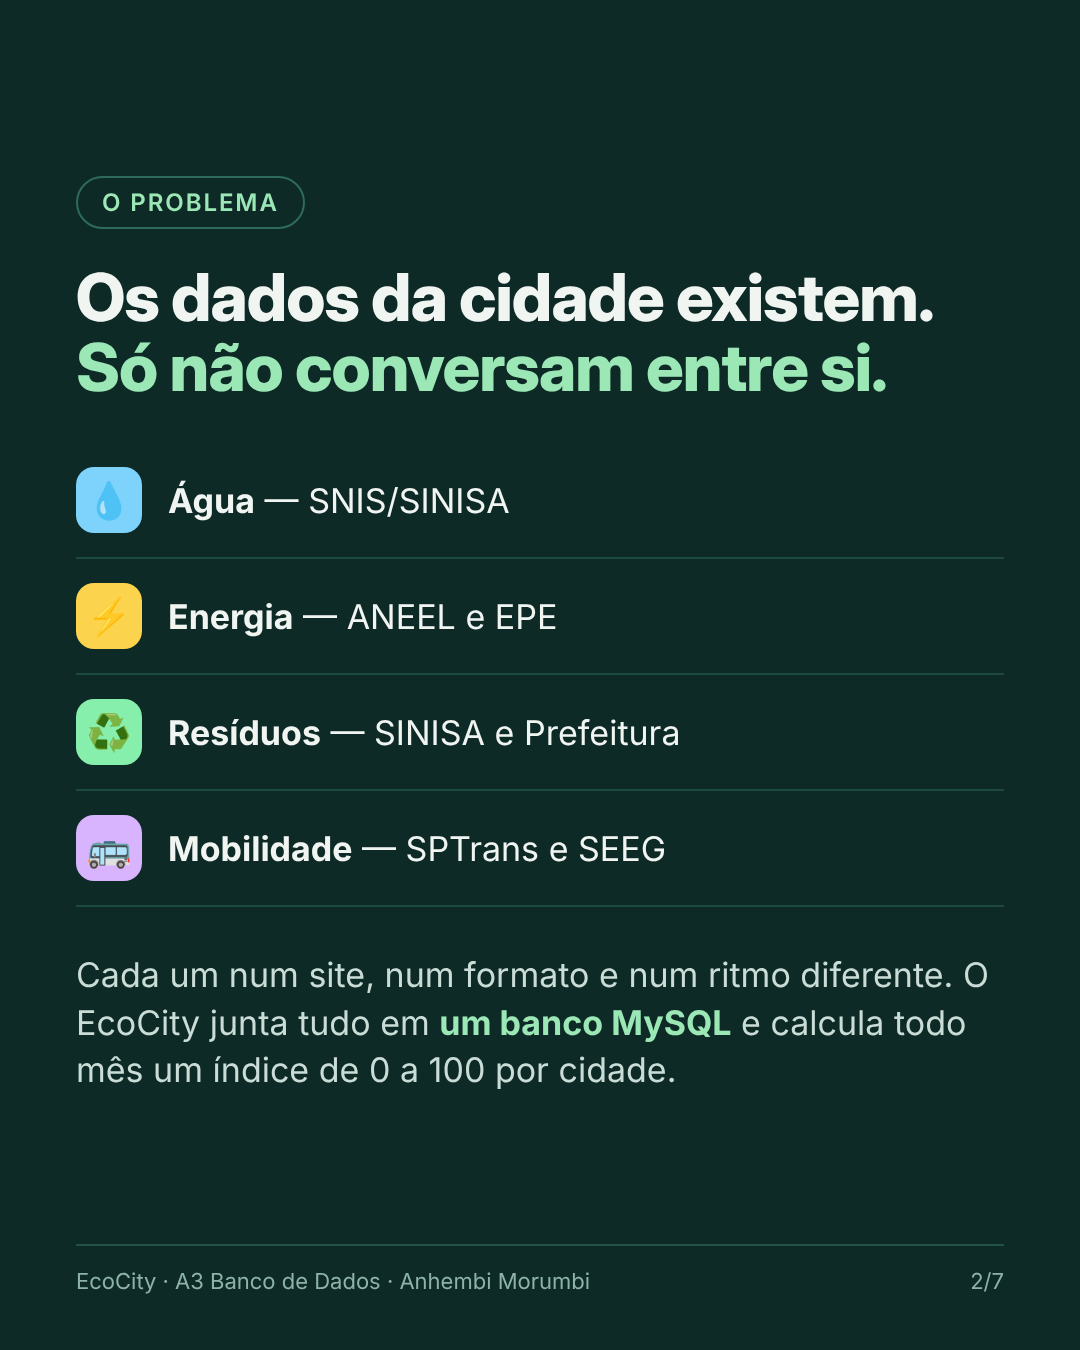 O PROBLEMA
Os dados da cidade existem.
Só não conversam entre si.
Água — SNIS/SINISA
Energia — ANEEL e EPE
Resíduos — SINISA e Prefeitura
Mobilidade — SPTrans e SEEG
Cada um num site, num formato e num ritmo diferente. O
EcoCity junta tudo em um banco MySQL e calcula todo
mês um índice de 0 a 100 por cidade.
EcoCity · A3 Banco de Dados · Anhembi Morumbi
2/7